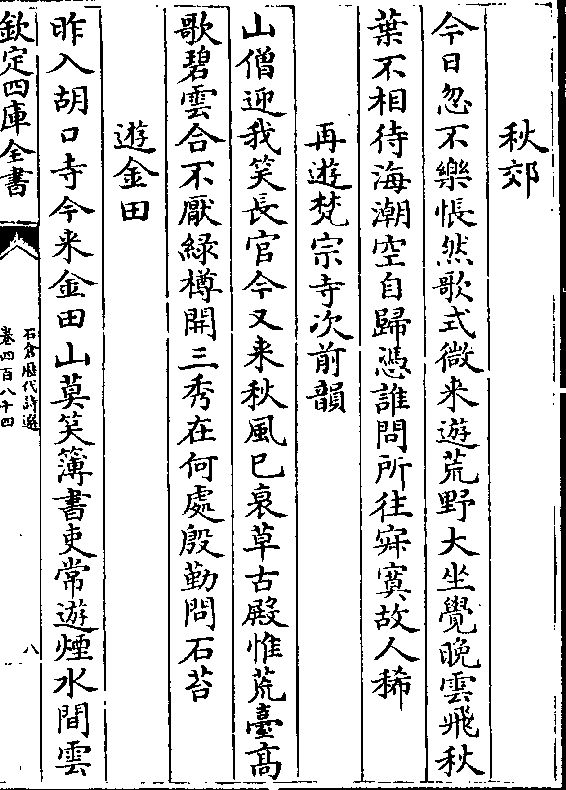 秋郊
今日忽不樂悵然歌式微来遊荒野大坐覺晚雲飛秋
葉不相待海潮空自歸憑誰問所往寂寞故人稀
再遊梵宗寺次前韻
山僧迎我笑長官今又来秋風已衰草古殿惟荒臺髙
歌碧雲合不厭緑樽開三秀在何處殷勤問石苔
遊金田
昨入胡口寺今来金田山莫笑簿書吏常遊煙水間雲
欽定四庫全書
石倉歴代詩選
卷四百八十四
八